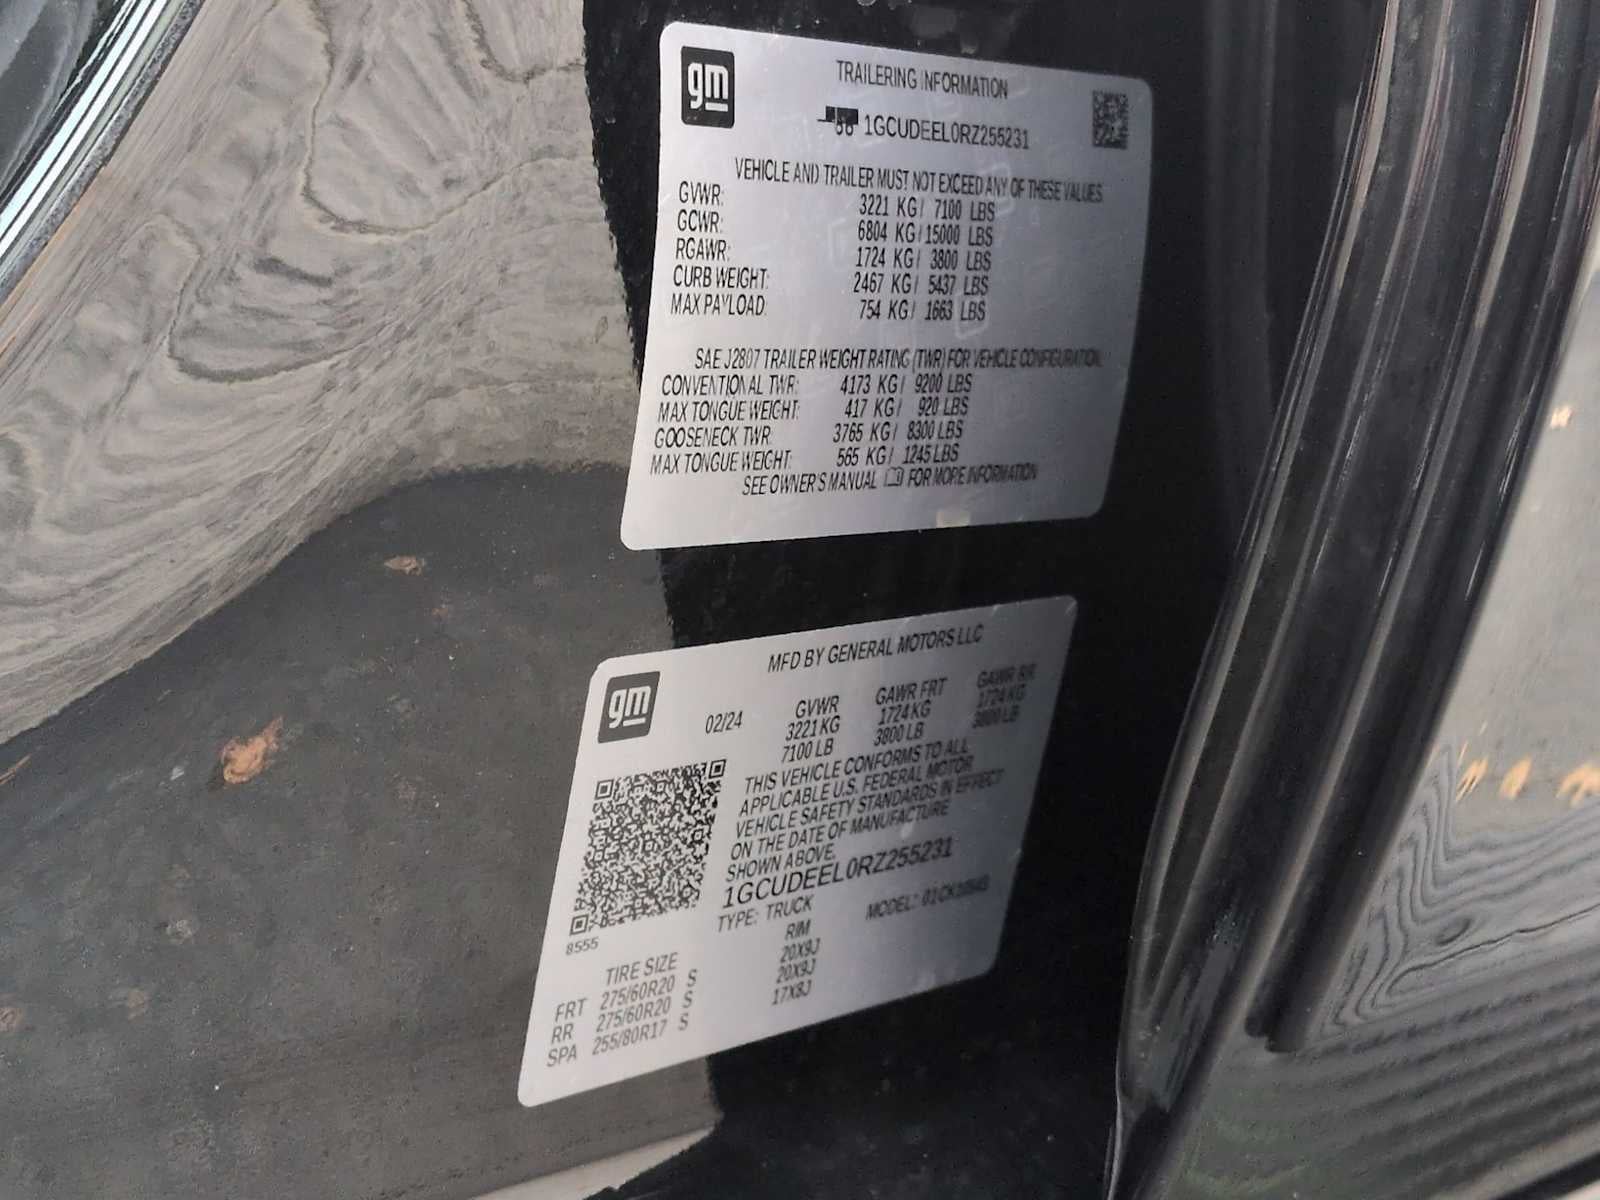 gm
TRAILERING INFORMATION
1GCUDEEL0RZ255231
VEHICLE AND TRAILER MUST NOT EXCEED ANY OF THESE VALUES.
GVWR: 3221 KG/ 7100 LBS
GCWR: 6804 KG/ 15000 LBS
RGAWR: 1724 KG/ 3800 LBS
CURB WEIGHT: 2467 KG/ 5437 LBS
MAX PAYLOAD: 754 KG/ 1663 LBS
SAE J2807 TRAILER WEIGHT RATING (TWR) FOR VEHICLE CONFIGURATION.
CONVENTIONAL TWR: 4173 KG/ 9200 LBS
MAX TONGUE WEIGHT: 417 KG/ 920 LBS
GOOSENECK TWR: 3765 KG/ 8300 LBS
MAX TONGUE WEIGHT: 565 KG/ 1245 LBS
SEE OWNER'S MANUAL FOR MORE INFORMATION
gm
MFD BY GENERAL MOTORS LLC
02/24
GVWR GAWR FRT GAWR RR
3221 KG 1724 KG 1724 KG
7100 LB 3800 LB 3800 LB
THIS VEHICLE CONFORMS TO ALL
APPLICABLE U.S. FEDERAL MOTOR
VEHICLE SAFETY STANDARDS IN EFFECT
ON THE DATE OF MANUFACTURE
SHOWN ABOVE.
1GCUDEEL0RZ255231
TYPE: TRUCK MODEL:
8555
TIRE SIZE RIM
FRT 275/60R20 S 20X9J
RR 275/60R20 S 20X9J
SPA 255/80R17 S 17X8J